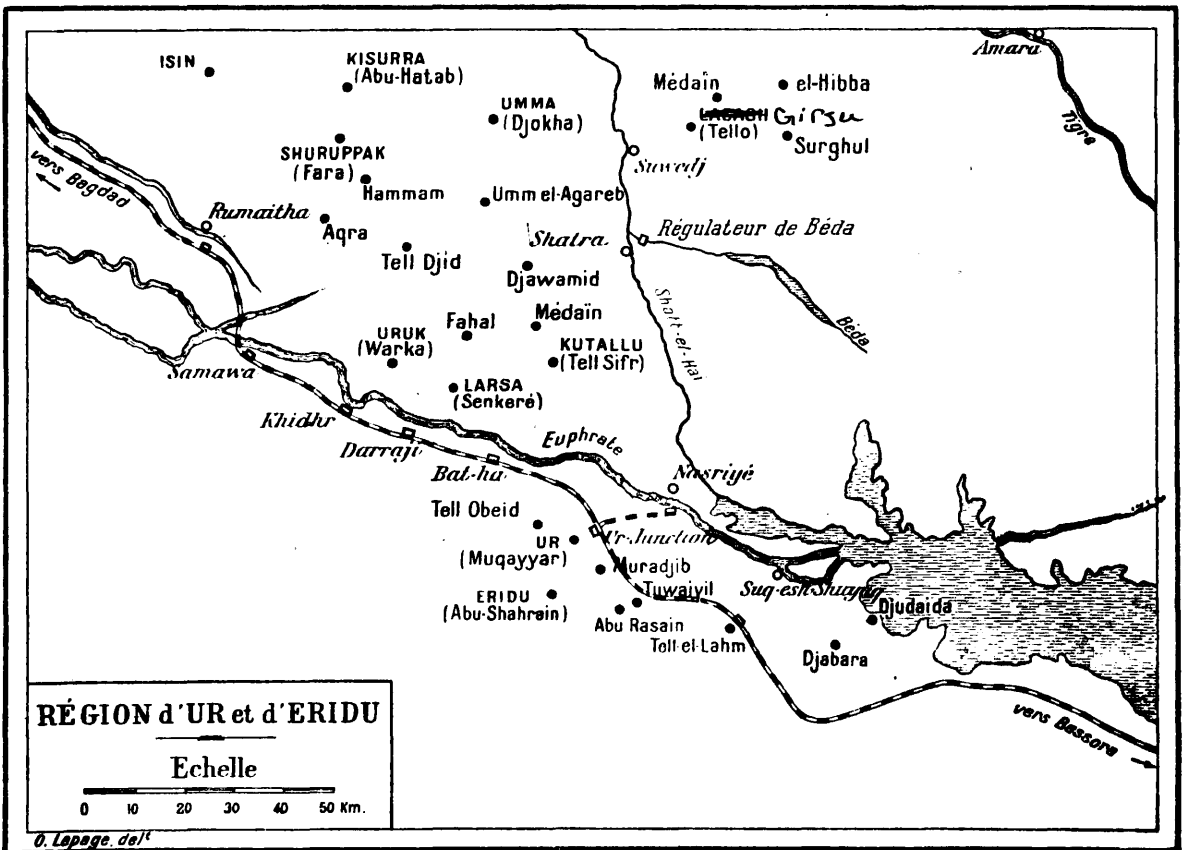 Amara
ISIN
KISURRA
(Abu-Hatab)
Médaïn
el-Hibba
UMMA
(Djokha)
LAGASH Girsu
(Tello)
Tigre
Surghul
SHURUPPAK
(Fara)
Suwedj
vers Bagdad
Hammam
Umm el-Agareb
Rumaitha
Aqra
Shatra
Régulateur de Béda
Tell Djid
Djawamid
Shatt-el-Haï
Fahal
Médaïn
Béda
URUK
(Warka)
KUTALLU
(Tell Sifr)
Samawa
LARSA
(Senkeré)
Khidhr
Darraji
Euphrate
Bat-ha
Nasriyé
Tell Obeid
Ur Junction
UR
(Muqayyar)
Muradjib
Tuwaiyil
Suq-esh-Shuyuq
ERIDU
(Abu-Shahrain)
Djudaida
Abu Rasain
Tell-el-Lahm
Djabara
RÉGION d'UR et d'ERIDU
vers Bassora
Echelle
0 10 20 30 40 50 Km.
O. Lepage. delt